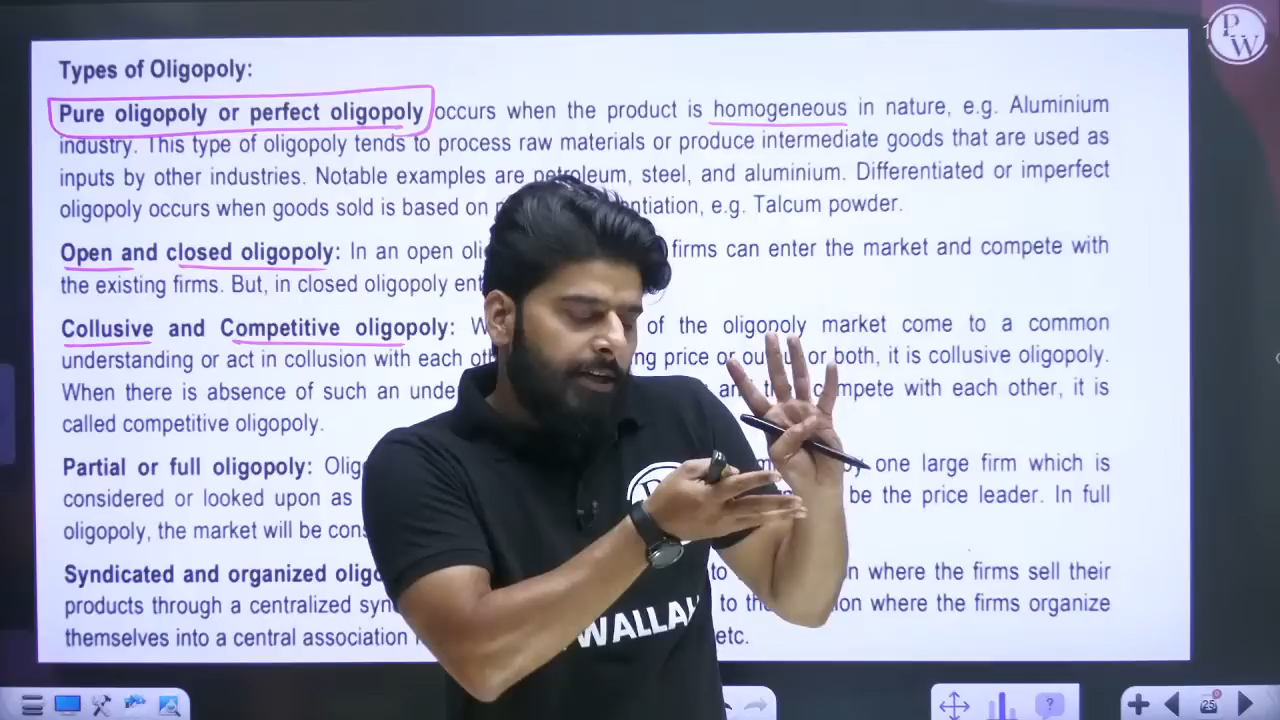 Types of Oligopoly:
Pure oligopoly or perfect oligopoly occurs when the product is homogeneous in nature, e.g. Aluminium
industry. This type of oligopoly tends to process raw materials or produce intermediate goods that are used as
inputs by other industries. Notable examples are petroleum, steel, and aluminium. Differentiated or imperfect
oligopoly occurs when goods sold is based on entiation, e.g. Talcum powder.
Open and closed oligopoly: In an open firms can enter the market and compete with
the existing firms. But, in closed oligopoly
Collusive and Competitive oligopoly: of the oligopoly market come to a common
understanding or act in collusion with each price or or both, it is collusive oligopoly.
When there is absence of such an compete with each other, it is
called competitive oligopoly.
Partial or full oligopoly: one large firm which is
considered or looked upon as be the price leader. In full
oligopoly, the market will be
Syndicated and organized to where the firms sell their
products through a centralized to where the firms organize
themselves into a central association etc.
PW
WALLAH
25